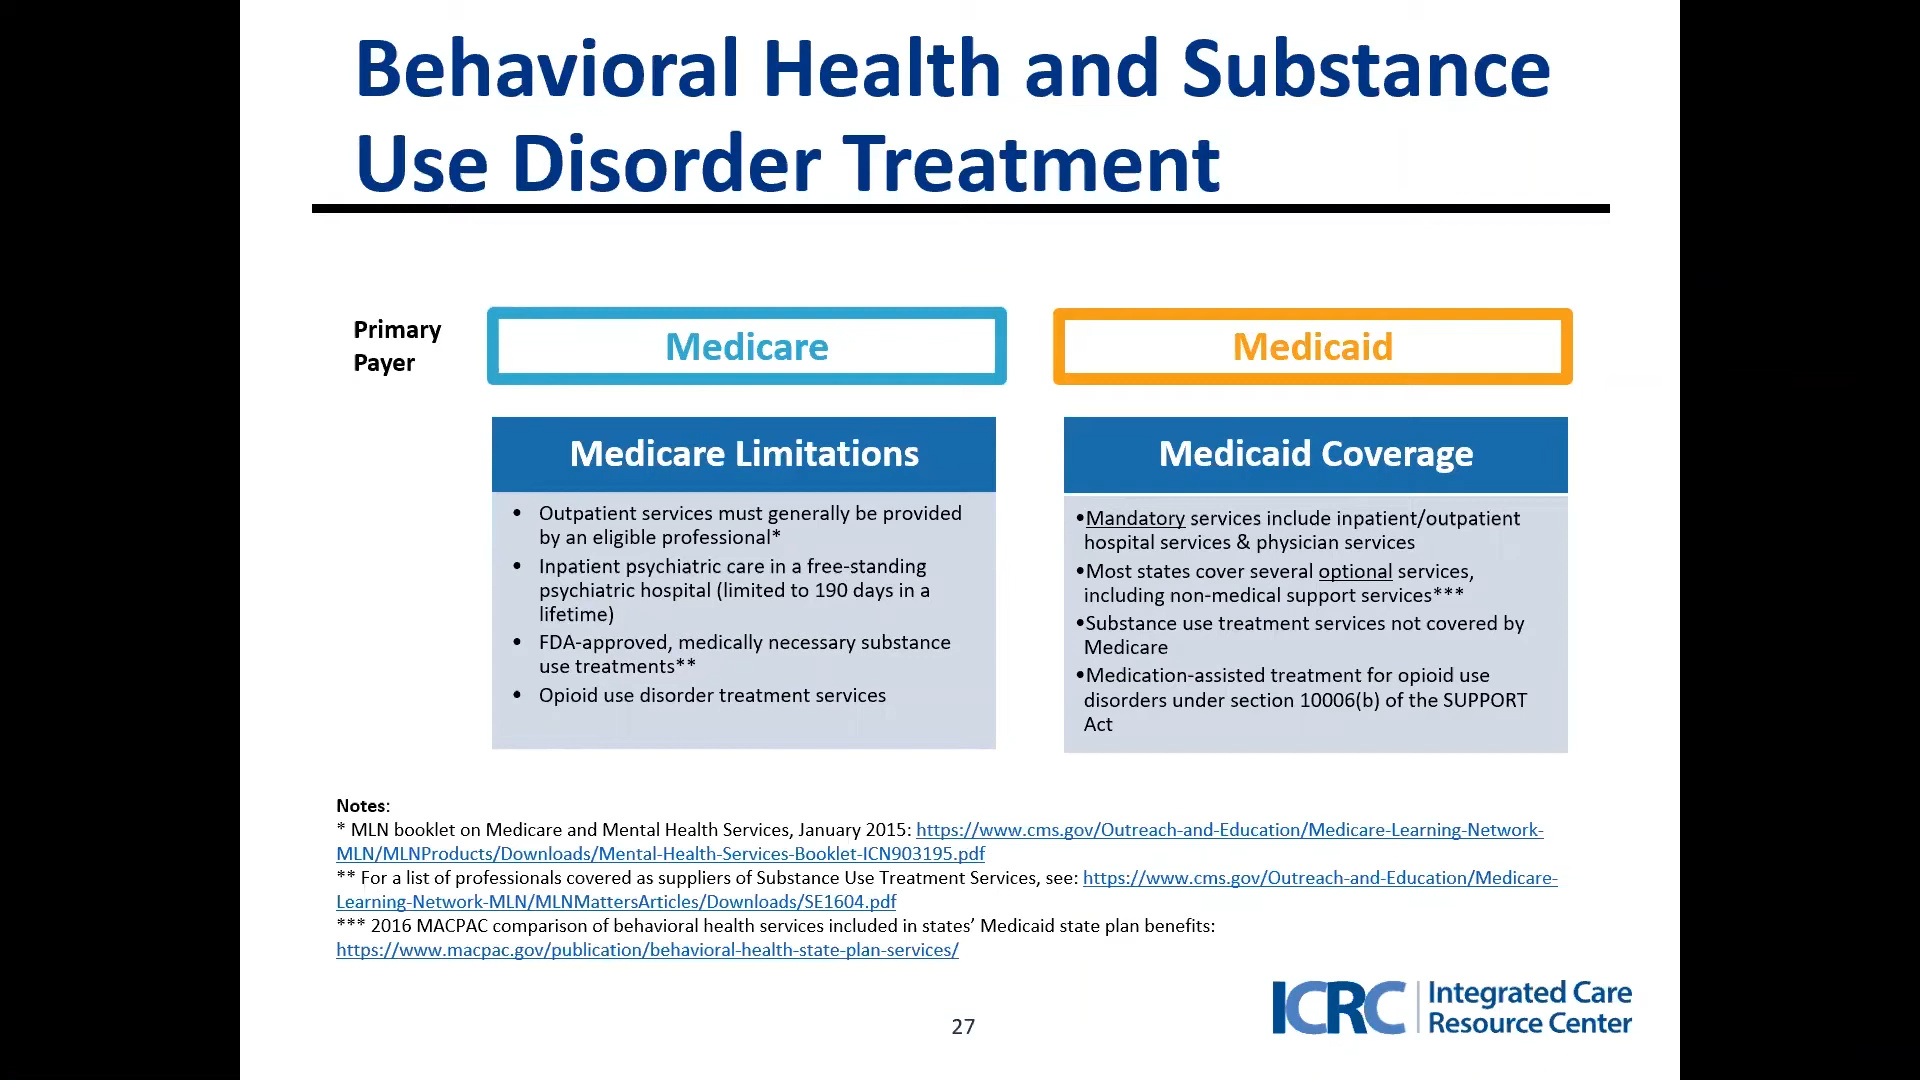 Behavioral Health and Substance
Use Disorder Treatment
Primary
Payer
Medicare
Medicaid
Medicare Limitations
• Outpatient services must generally be provided
by an eligible professional*
• Inpatient psychiatric care in a free-standing
psychiatric hospital (limited to 190 days in a
lifetime)
• FDA-approved, medically necessary substance
use treatments**
• Opioid use disorder treatment services
Medicaid Coverage
•Mandatory services include inpatient/outpatient
hospital services & physician services
•Most states cover several optional services,
including non-medical support services***
•Substance use treatment services not covered by
Medicare
•Medication-assisted treatment for opioid use
disorders under section 10006(b) of the SUPPORT
Act
Notes:
* MLN booklet on Medicare and Mental Health Services, January 2015: https://www.cms.gov/Outreach-and-Education/Medicare-Learning-Network-
MLN/MLNProducts/Downloads/Mental-Health-Services-Booklet-ICN903195.pdf
** For a list of professionals covered as suppliers of Substance Use Treatment Services, see: https://www.cms.gov/Outreach-and-Education/Medicare-
Learning-Network-MLN/MLNMattersArticles/Downloads/SE1604.pdf
*** 2016 MACPAC comparison of behavioral health services included in states’ Medicaid state plan benefits:
https://www.macpac.gov/publication/behavioral-health-state-plan-services/
27
ICRC Integrated Care
Resource Center